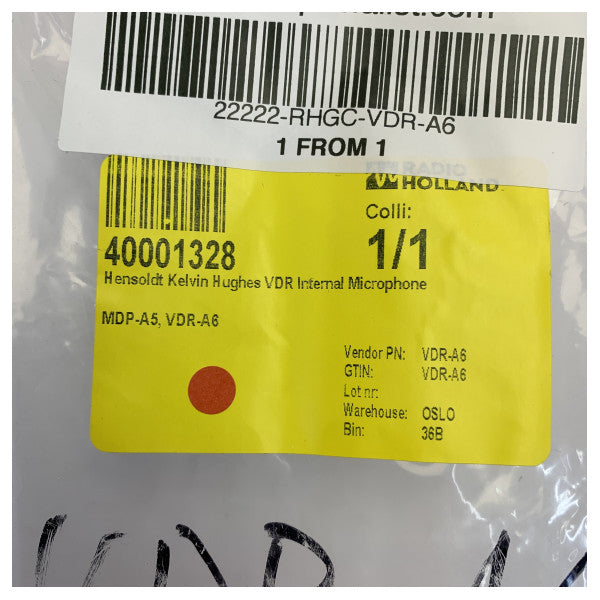 22222-RHGC-VDR-A6
1 FROM 1
RADIO
HOLLAND
Colli:
40001328
1/1
Hensoldt Kelvin Hughes VDR Internal Microphone
MDP-A5, VDR-A6
Vendor PN: VDR-A6
GTIN: VDR-A6
Lot nr:
Warehouse: OSLO
Bin: 36B
VDR